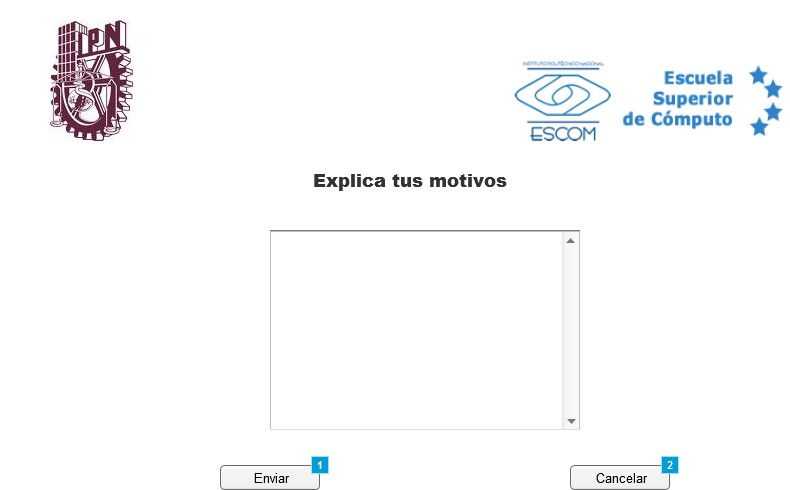 IPN
INSTITUTO POLITÉCNICO NACIONAL
ESCOM
Escuela
Superior
de Cómputo
Explica tus motivos
1
Enviar
2
Cancelar